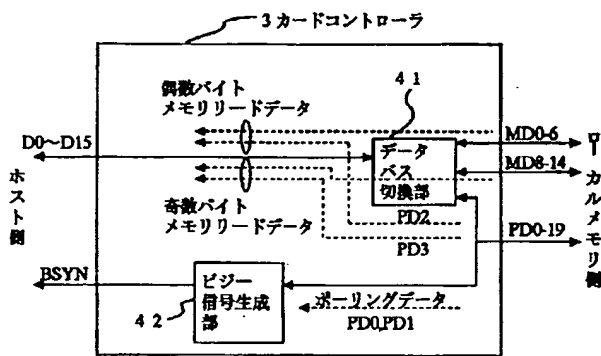 3カードコントローラ
偶数バイト
メモリリードデータ
41
D0〜D15
データ
バス
切換部
MD0-6
MD8-14
ホスト側
ローカルメモリ側
奇数バイト
メモリリードデータ
PD2
PD3
PD0-19
BSYN
ビジー
信号生成
部
42
ポーリングデータ
PD0,PD1